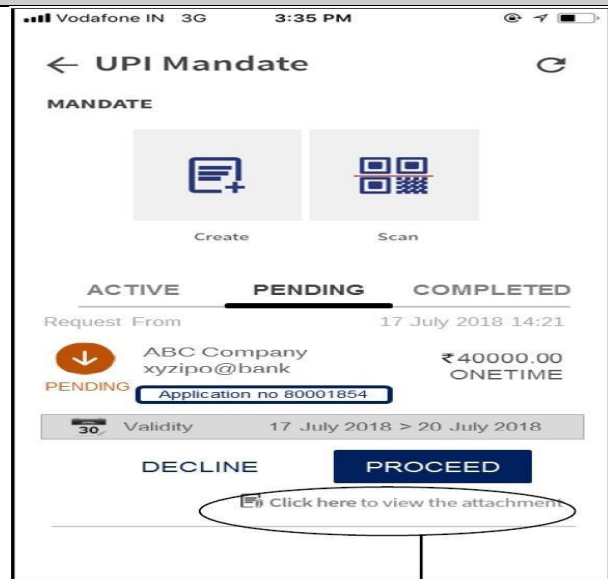 Vodafone IN 3G 3:35 PM
UPI Mandate
MANDATE
Create Scan
ACTIVE PENDING COMPLETED
Request From 17 July 2018 14:21
ABC Company ₹40000.00
xyzipo@bank ONETIME
PENDING
Application no 80001854
30 Validity 17 July 2018 > 20 July 2018
DECLINE PROCEED
Click here to view the attachment